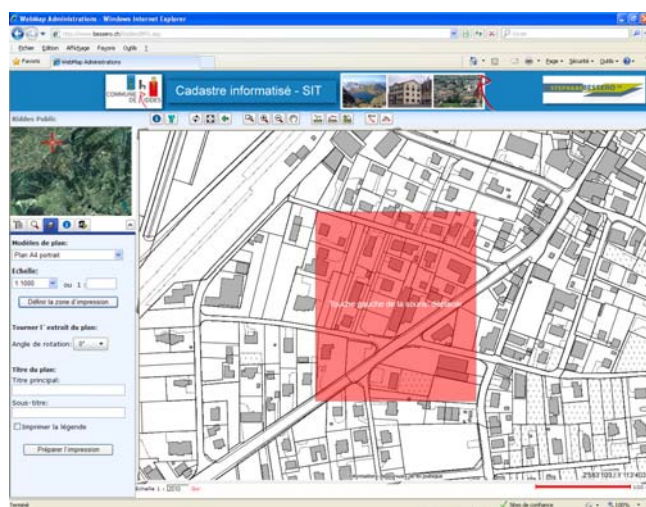 WebMap Administrations - Windows Internet Explorer
Fichier Edition Affichage Favoris Outils ?
Favoris WebMap Administrations
Page Sécurité Outils
COMMUNE DE RIDDES
Cadastre informatisé - SIT
STEPHANE BESSERO
Riddes Public
Modèles de plan:
Plan A4 portrait
Echelle:
1:1000 ou 1:
Définir la zone d'impression
Touche gauche de la souris: déplacer
Tourner l'extrait du plan:
Angle de rotation: 0°
Titre du plan:
Titre principal:
Sous-titre:
Imprimer la légende
Préparer l'impression
Echelle 1:
Terminé
Sites de confiance
100%